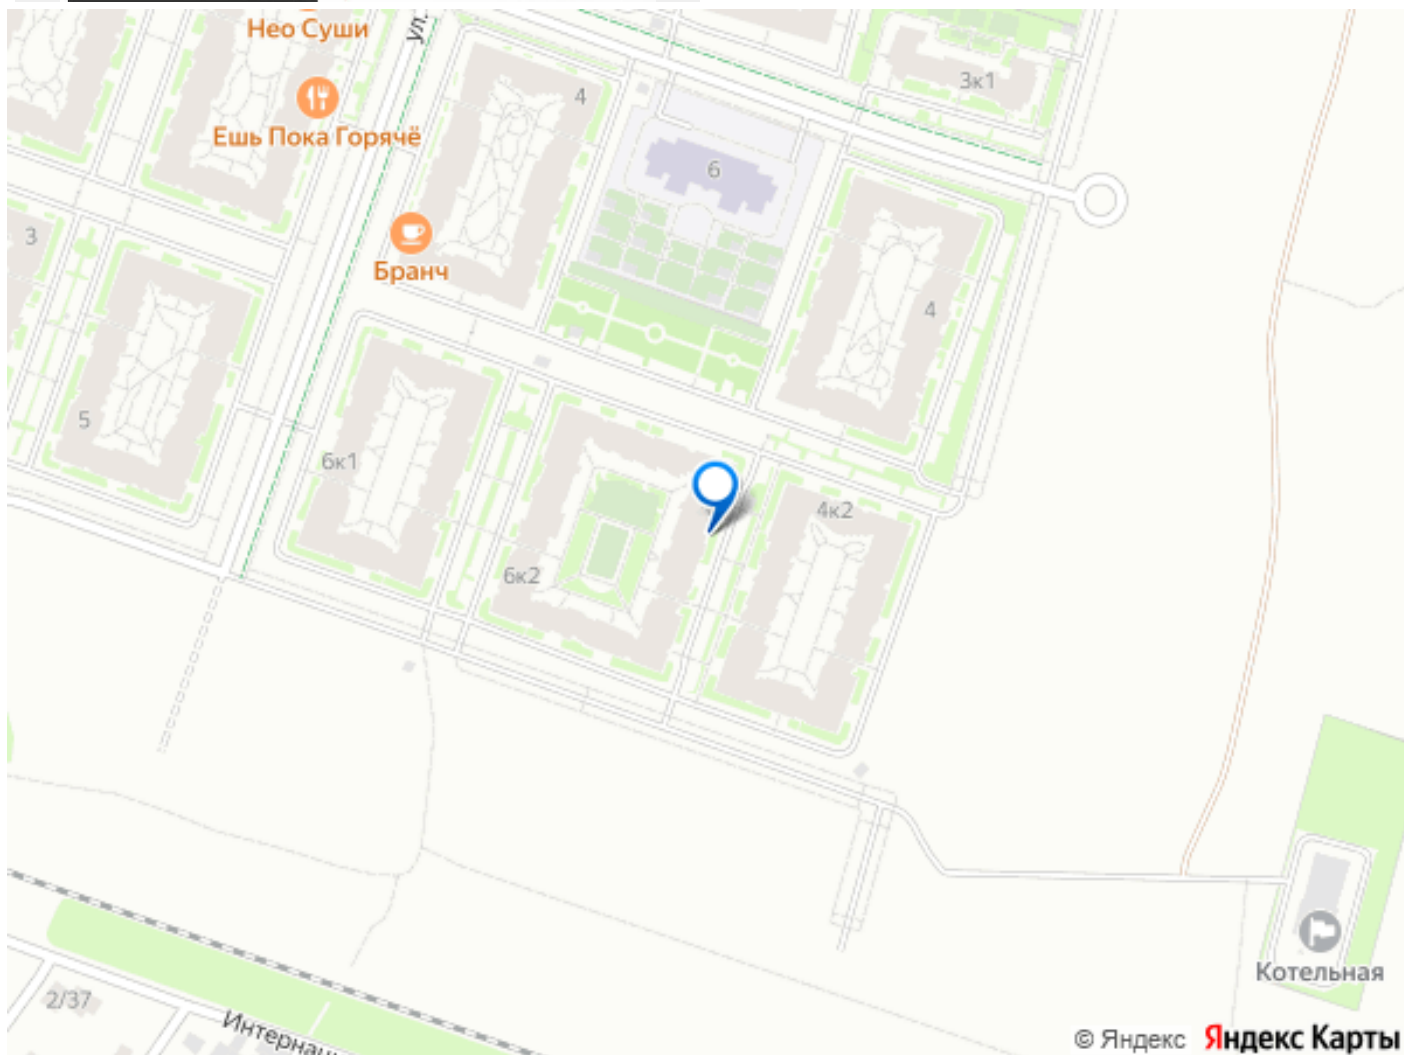 Нео Суши
ул.
4
3к1
Ешь Пока Горячё
6
3
Бранч
4
5
6к1
4к2
6к2
Котельная
2/37
Интернац
© Яндекс Яндекс Карты